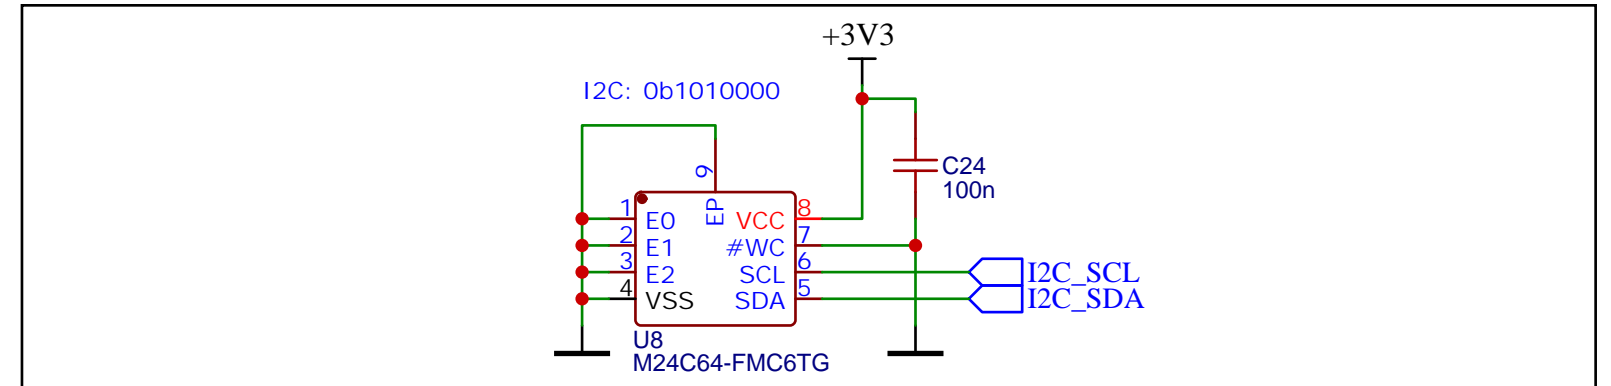 +3V3
I2C: 0b1010000
C24
100n
9
EP
1
E0
VCC
8
2
E1
#WC
7
3
E2
SCL
6
I2C_SCL
4
VSS
SDA
5
I2C_SDA
U8
M24C64-FMC6TG